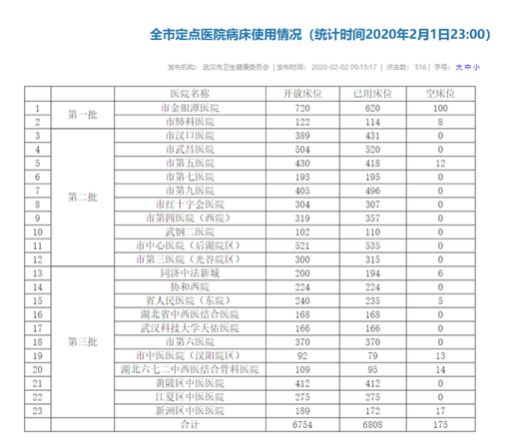 全市定点医院病床使用情况（统计时间2020年2月1日23:00）
发布机构： 武汉市卫生健康委员会 | 发布时间： 2020-02-02 09:15:17 | 点击数： 516 | 字号： 大 中 小
医院名称 开放床位 已用床位 空床位
1 第一批 市金银潭医院 720 620 100
2 市肺科医院 122 114 8
3 第二批 市汉口医院 389 431 0
4 市武昌医院 504 520 0
5 市第五医院 430 418 12
6 市第七医院 193 195 0
7 市第九医院 405 496 0
8 市红十字会医院 304 307 0
9 市第四医院（西院） 319 357 0
10 武钢二医院 102 110 0
11 市中心医院（后湖院区） 521 535 0
12 市第三医院（光谷院区） 300 315 0
13 第三批 同济中法新城 200 194 6
14 协和西院 224 224 0
15 省人民医院（东院） 240 235 5
16 湖北省中西医结合医院 168 168 0
17 武汉科技大学天佑医院 166 166 0
18 市第六医院 370 370 0
19 市中医医院（汉阳院区） 92 79 13
20 湖北六七二中西医结合骨科医院 109 95 14
21 黄陂区中医医院 412 412 0
22 江夏区中医医院 275 275 0
23 新洲区中医医院 189 172 17
合计 6754 6808 175